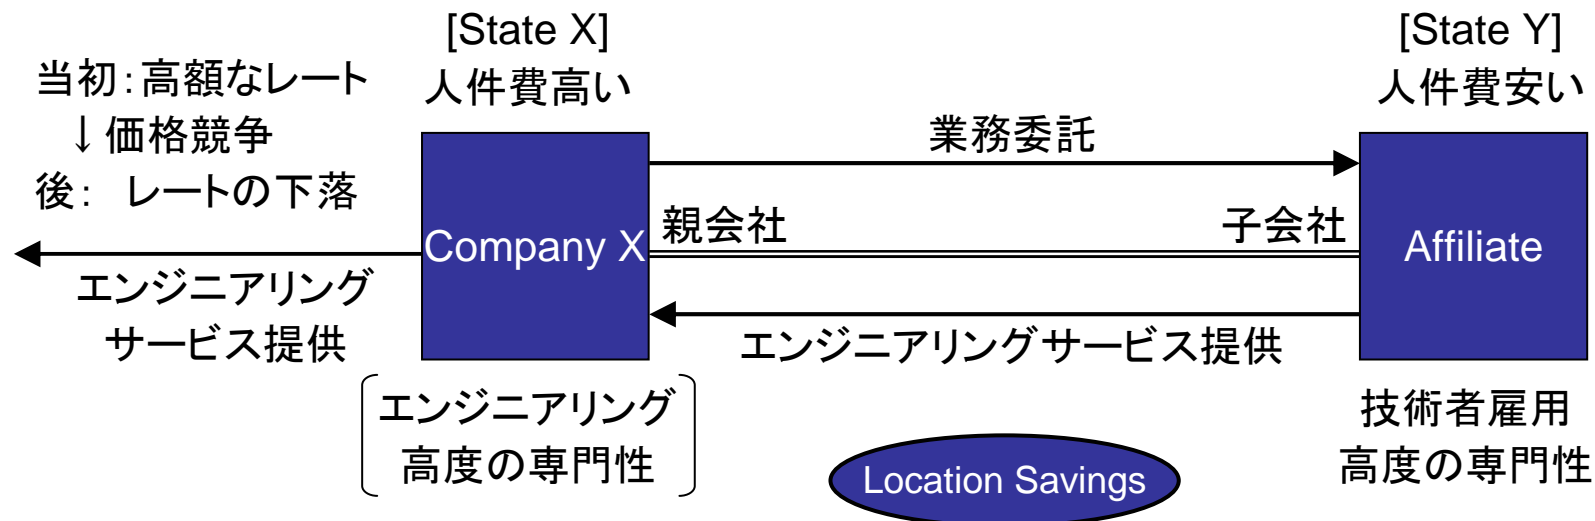 [State X]
人件費高い
[State Y]
人件費安い
当初：高額なレート
↓価格競争
後：　レートの下落
業務委託
Company X
親会社
子会社
Affiliate
エンジニアリング
サービス提供
エンジニアリングサービス提供
エンジニアリング
高度の専門性
Location Savings
技術者雇用
高度の専門性